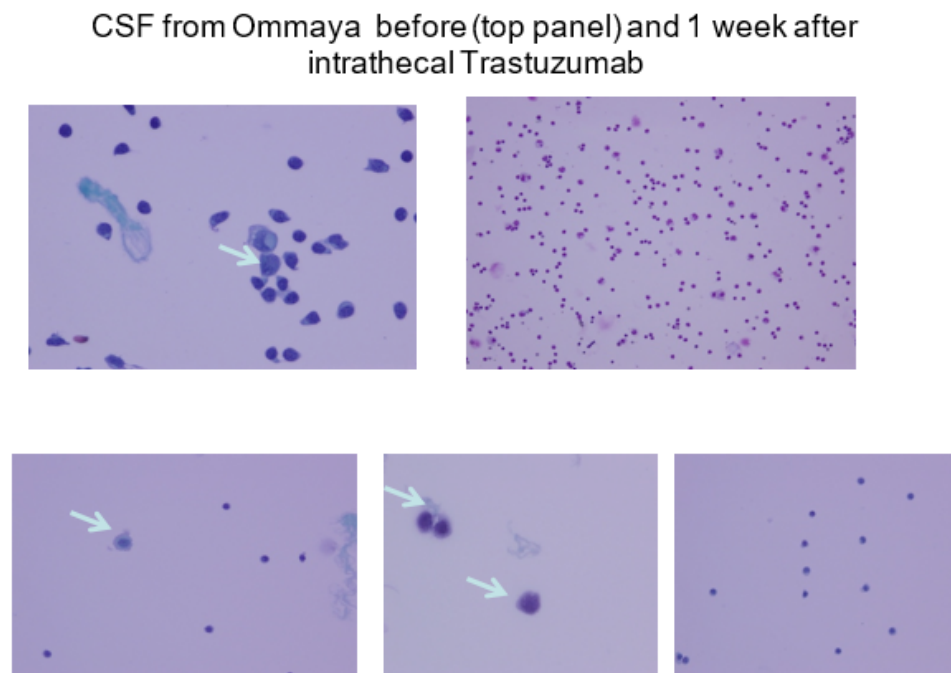 CSF from Ommaya before (top panel) and 1 week after
intrathecal Trastuzumab